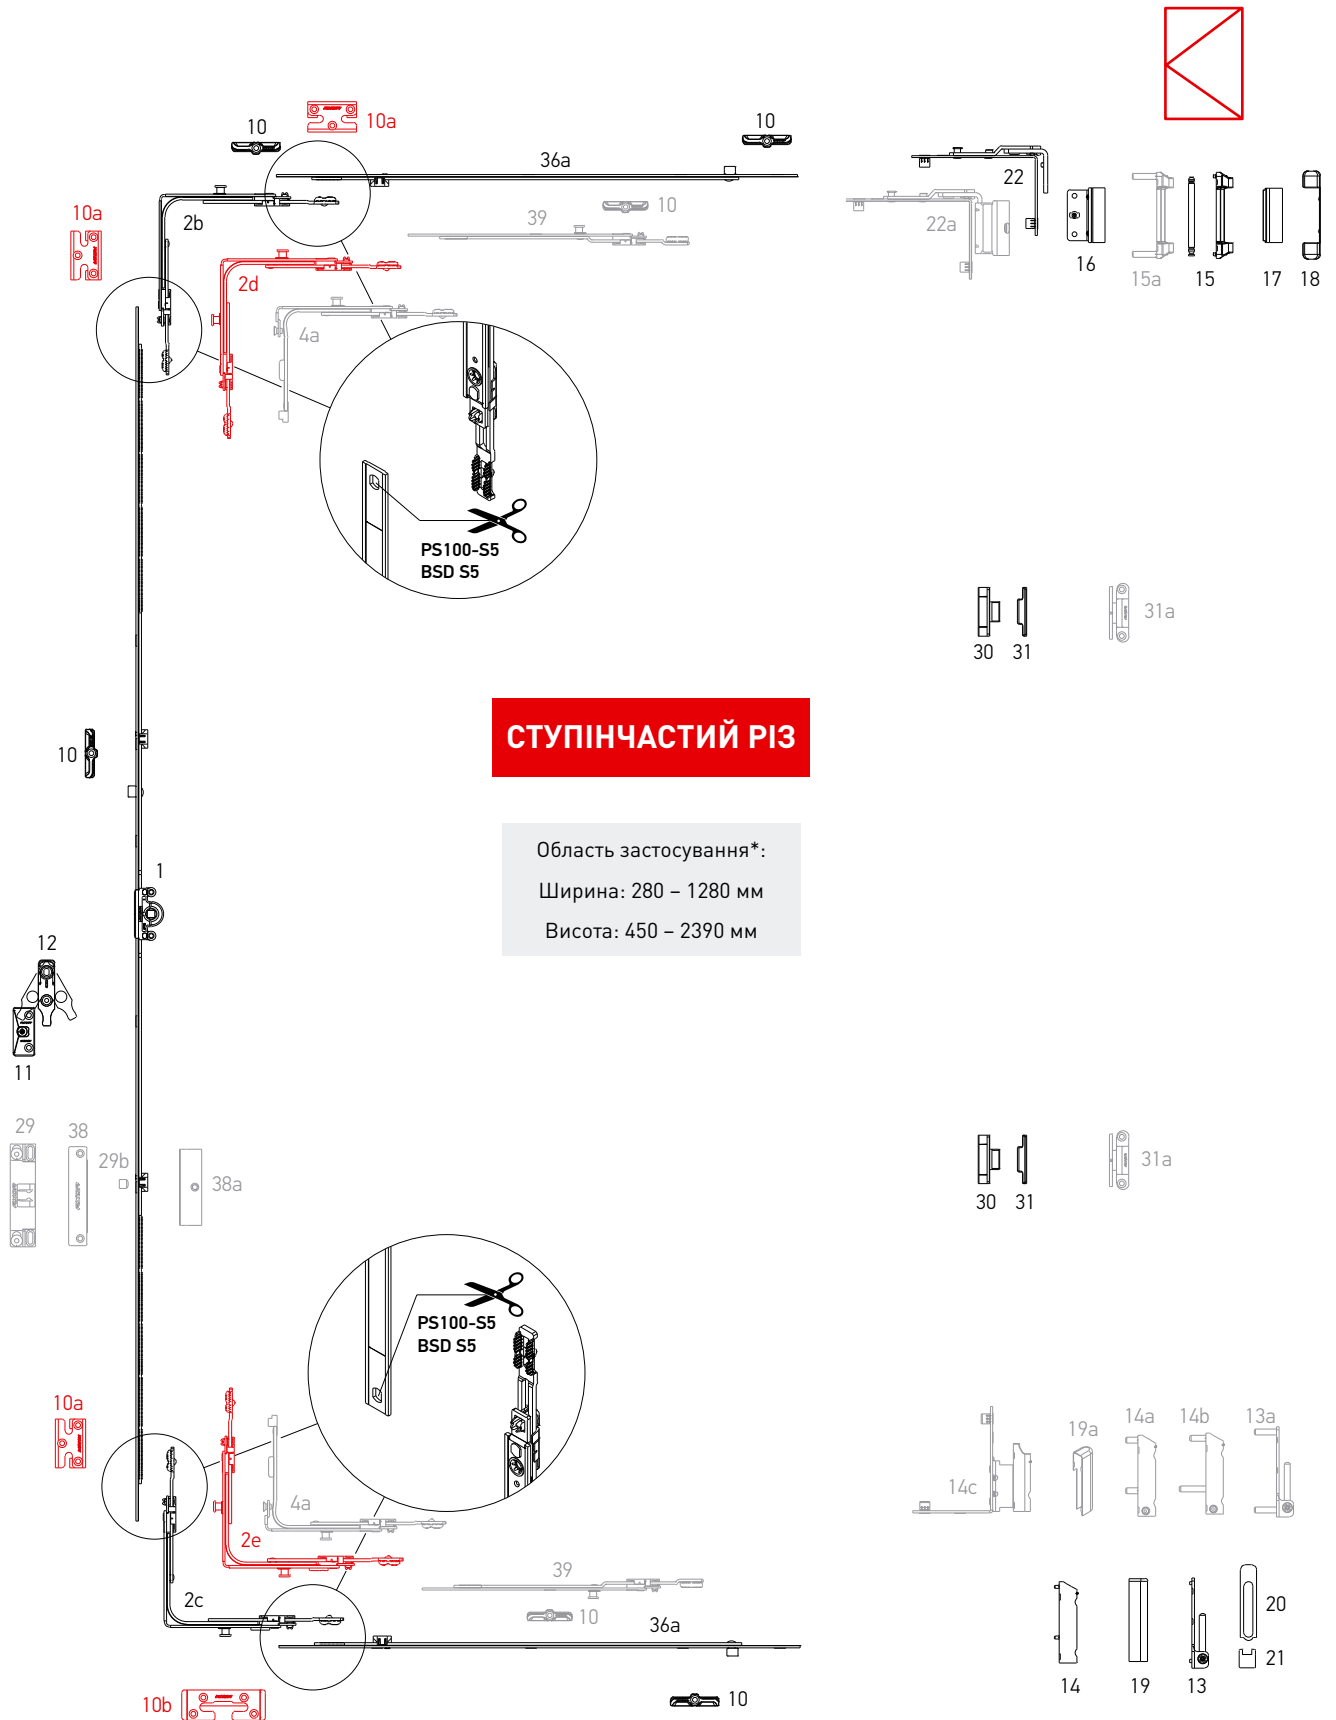 10a
10
10
36a
22
10a
2b
10
39
22a
16
15a
15
17
18
2d
4a
PS100-S5
BSD S5
31a
30
31
10
СТУПІНЧАСТИЙ РІЗ
Область застосування*:
Ширина: 280 – 1280 мм
Висота: 450 – 2390 мм
1
12
11
29
38
29b
38a
31a
30
31
PS100-S5
BSD S5
10a
14a
14b
13a
19a
14c
4a
2e
39
2c
10
36a
20
21
14
19
13
10b
10